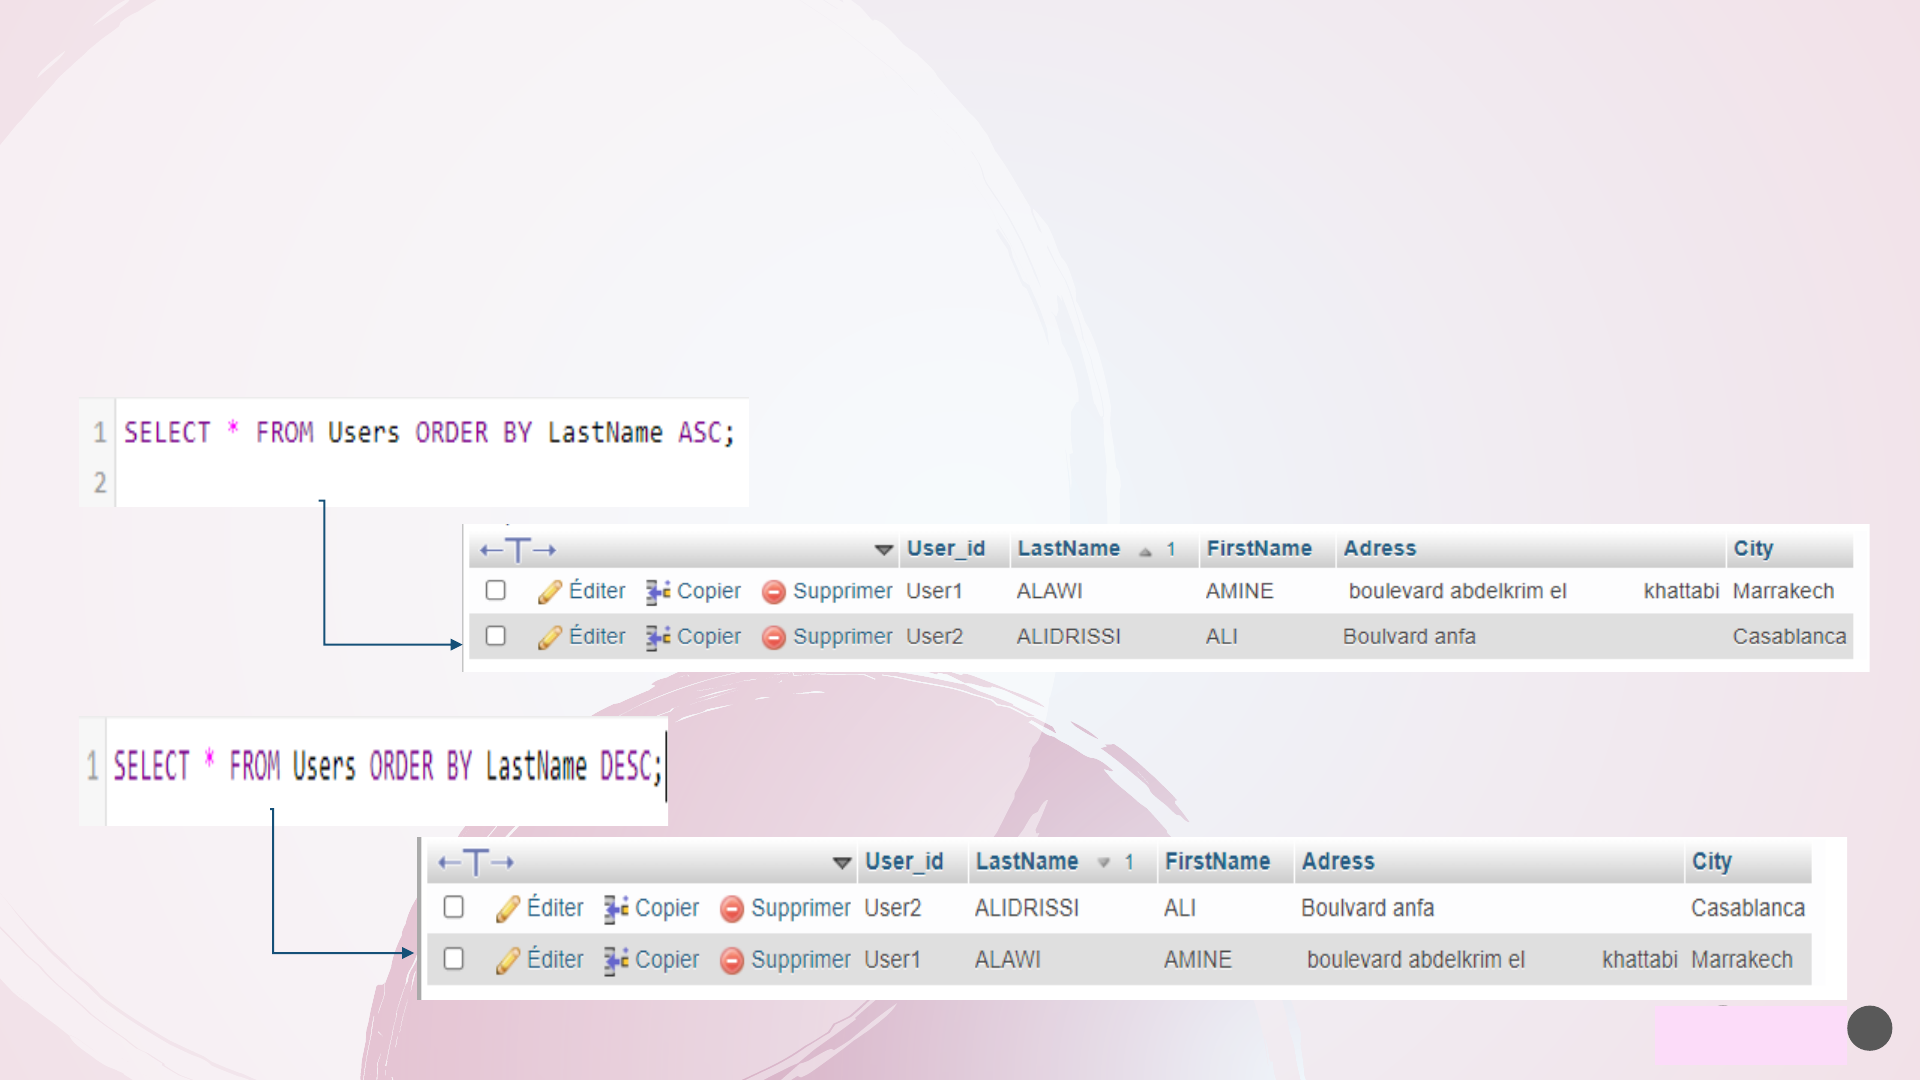 1 SELECT * FROM Users ORDER BY LastName ASC;
2
←T→ User_id LastName 1 FirstName Adress City
Éditer Copier Supprimer User1 ALAWI AMINE boulevard abdelkrim el khattabi Marrakech
Éditer Copier Supprimer User2 ALIDRISSI ALI Boulvard anfa Casablanca
1 SELECT * FROM Users ORDER BY LastName DESC;
←T→ User_id LastName 1 FirstName Adress City
Éditer Copier Supprimer User2 ALIDRISSI ALI Boulvard anfa Casablanca
Éditer Copier Supprimer User1 ALAWI AMINE boulevard abdelkrim el khattabi Marrakech